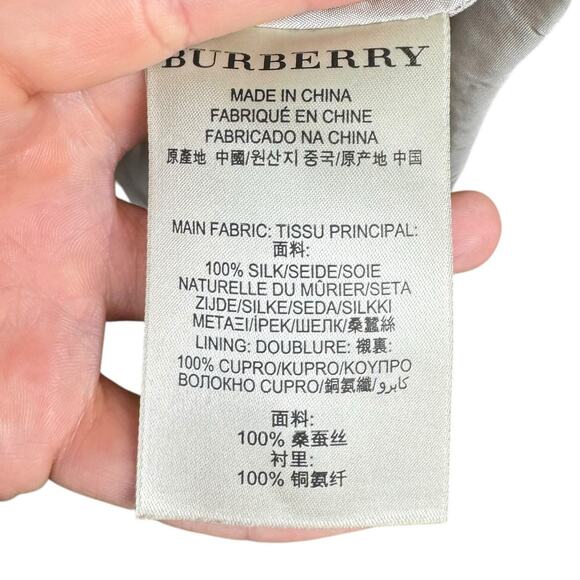 BURBERRY
MADE IN CHINA
FABRIQUÉ EN CHINE
FABRICADO NA CHINA
原產地 中國/원산지 중국/原产地 中国
MAIN FABRIC: TISSU PRINCIPAL:
面料:
100% SILK/SEIDE/SOIE
NATURELLE DU MÛRIER/SETA
ZIJDE/SILKE/SEDA/SILKKI
ΜΕΤΑΞΙ/İPEK/ШЕЛК/桑蠶絲
LINING: DOUBLURE: 襯裏:
100% CUPRO/KUPRO/ΚΟΥΠΡΟ
ВОЛОКНО CUPRO/銅氨纖/كابرو
面料:
100% 桑蚕丝
衬里:
100% 铜氨纤